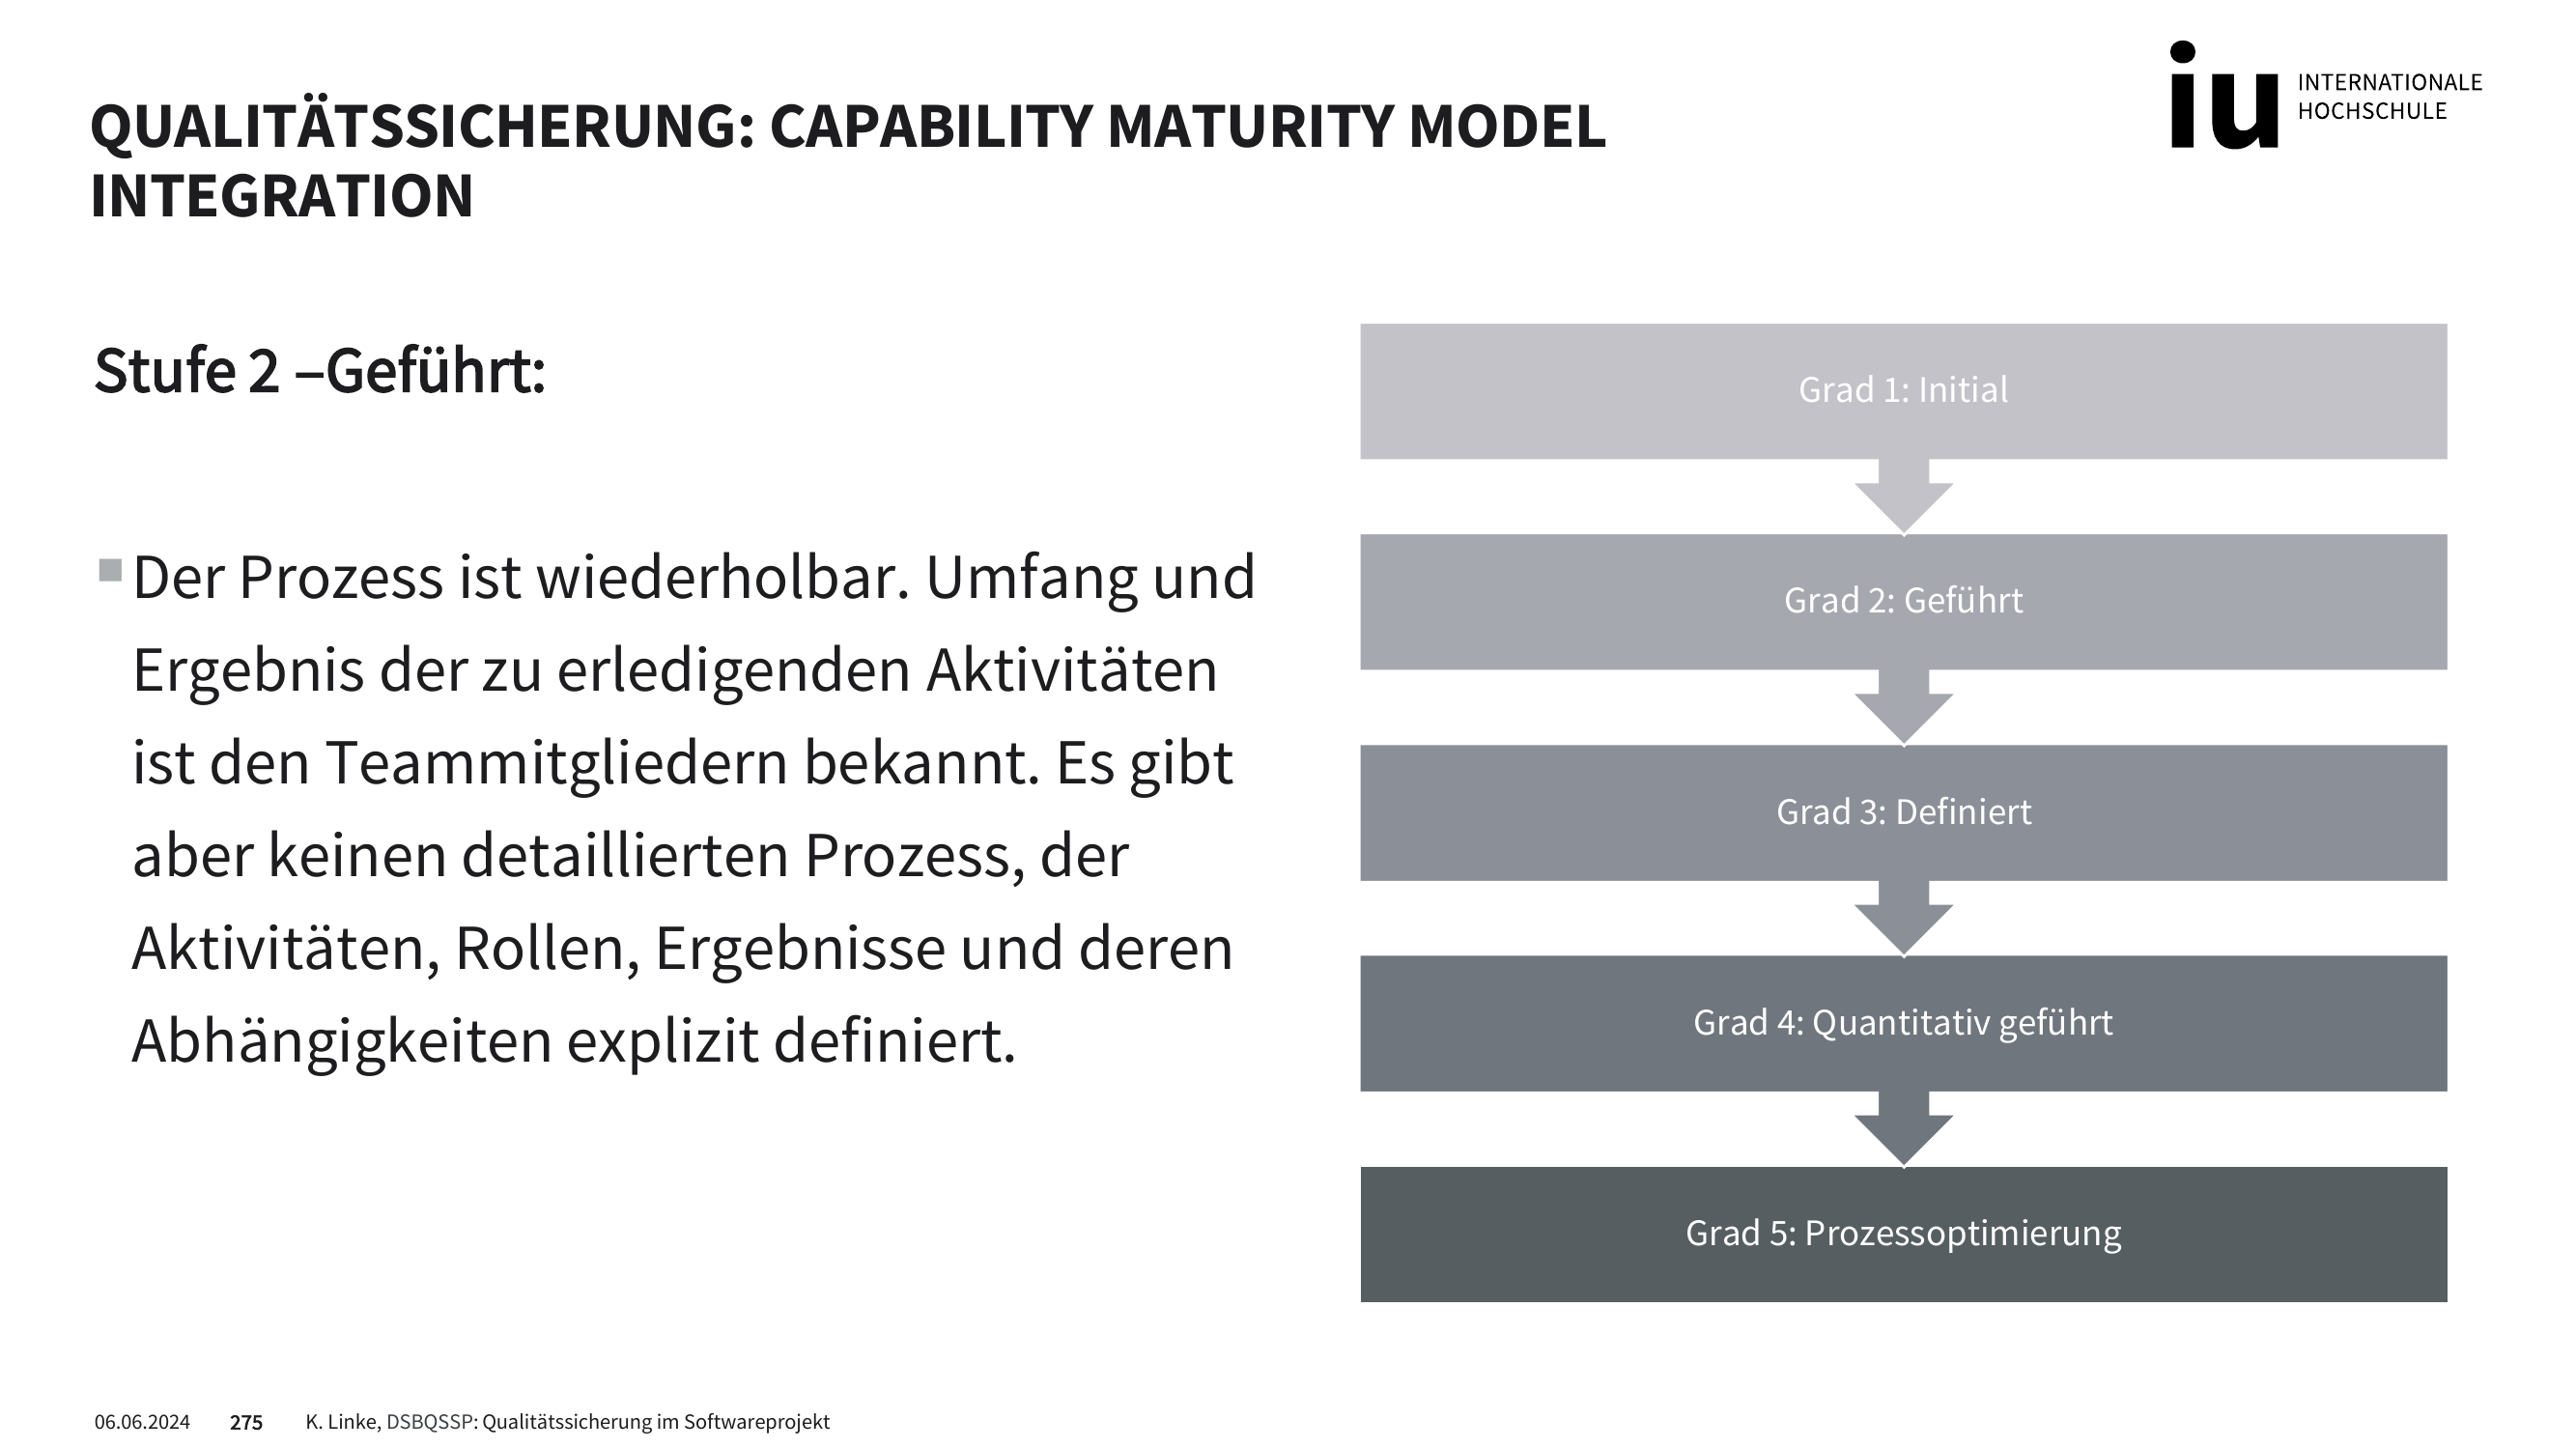 QUALITÄTSSICHERUNG: CAPABILITY MATURITY MODEL
INTEGRATION
iu INTERNATIONALE
HOCHSCHULE
Stufe 2 –Geführt:
Der Prozess ist wiederholbar. Umfang und
Ergebnis der zu erledigenden Aktivitäten
ist den Teammitgliedern bekannt. Es gibt
aber keinen detaillierten Prozess, der
Aktivitäten, Rollen, Ergebnisse und deren
Abhängigkeiten explizit definiert.
Grad 1: Initial
Grad 2: Geführt
Grad 3: Definiert
Grad 4: Quantitativ geführt
Grad 5: Prozessoptimierung
06.06.2024 275 K. Linke, DSBQSSP: Qualitätssicherung im Softwareprojekt